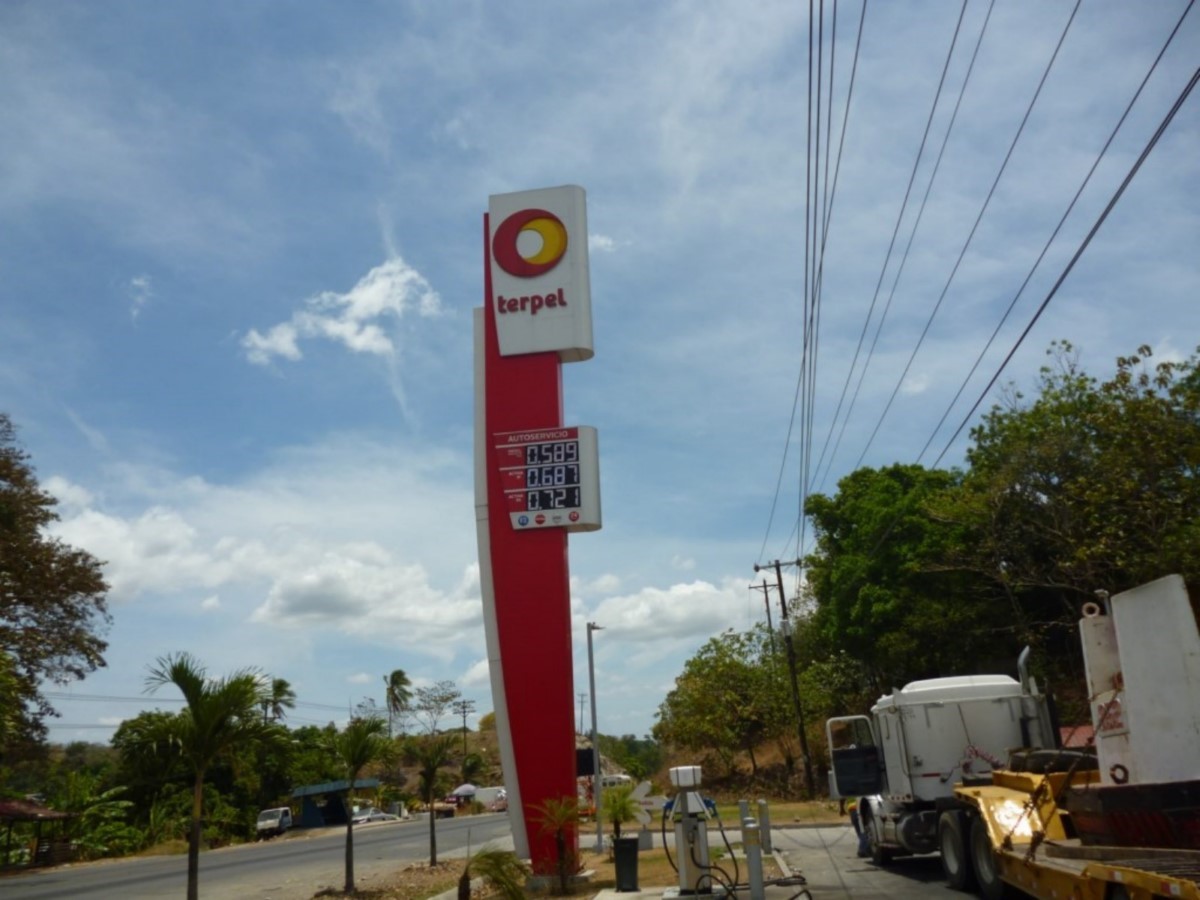 terpel
AUTOSERVICIO
0.589
0.687
0.721